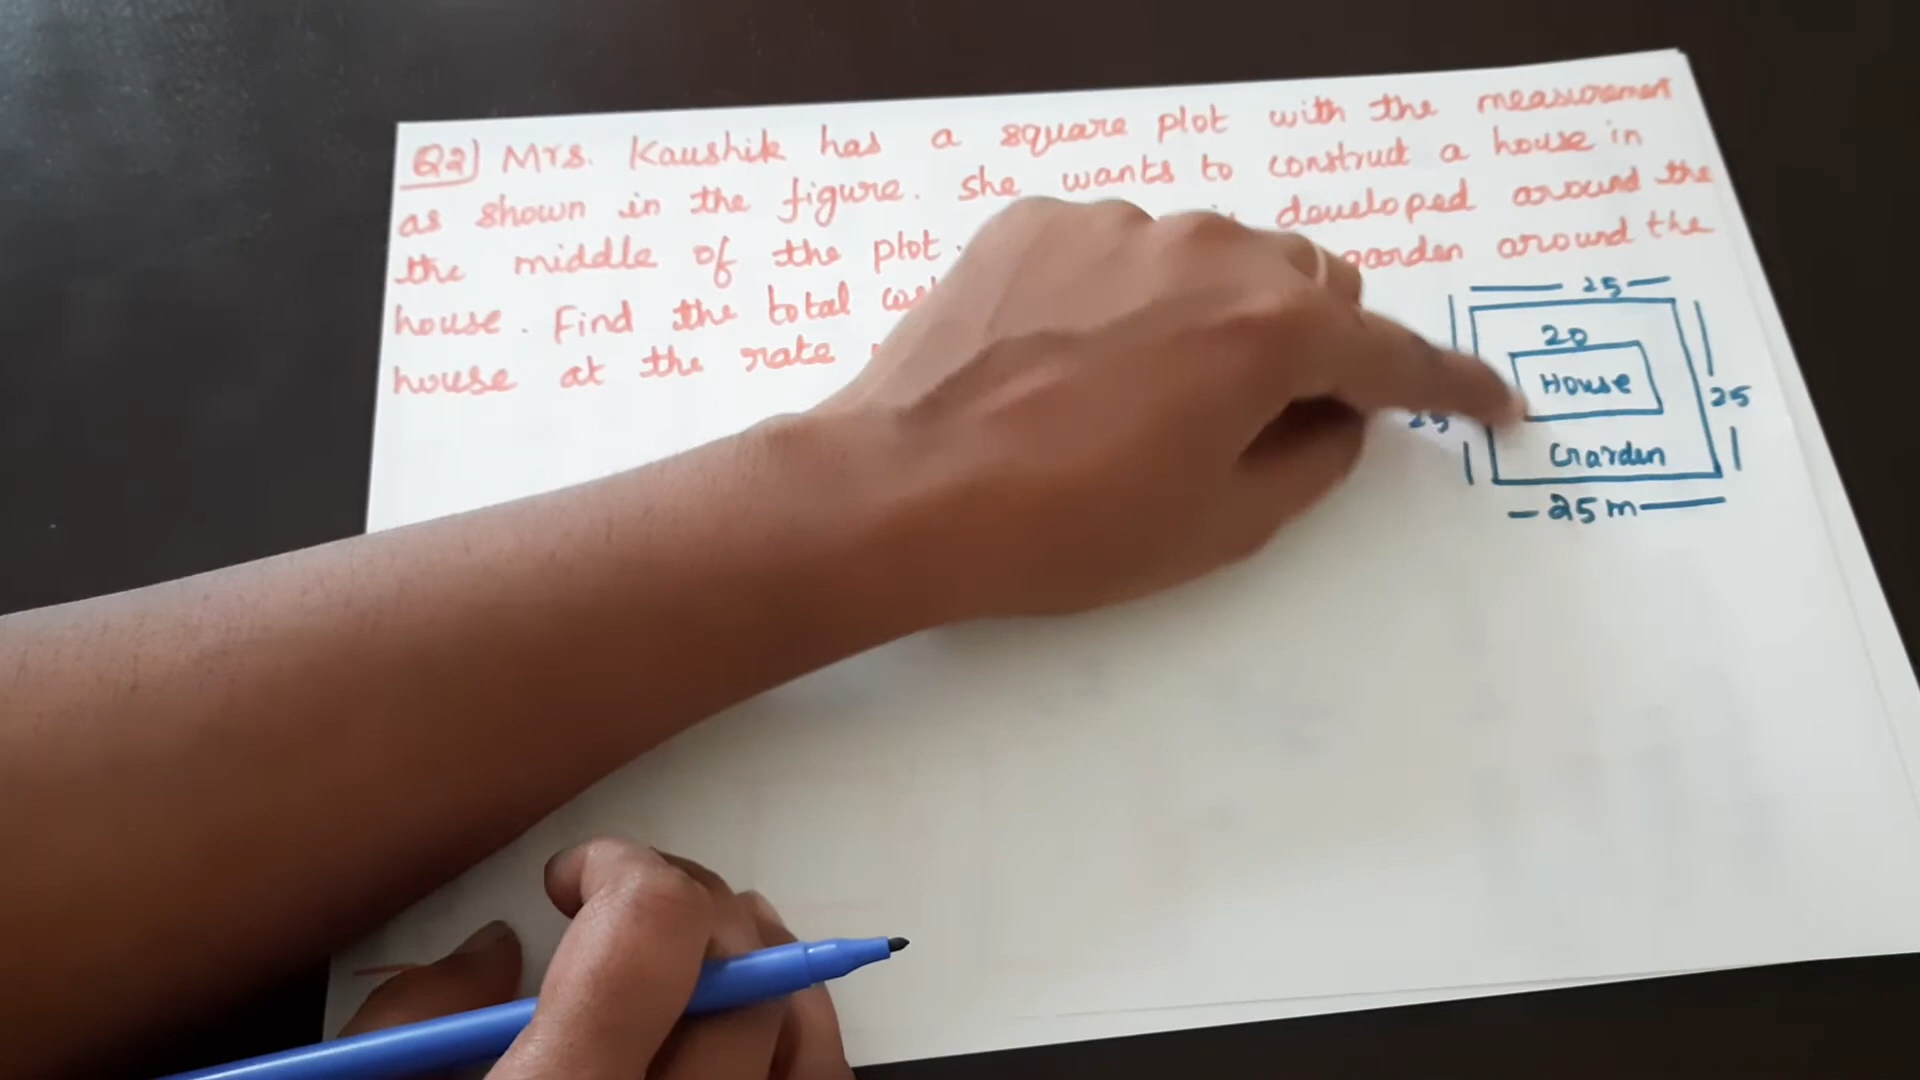 Q2) Mrs. Kaushik has a square plot with the measurement
as shown in the figure. She wants to construct a house in
the middle of the plot. developed around the
house. Find the total garden around the
house at the rate
25
20
House
25
25
Garden
25m